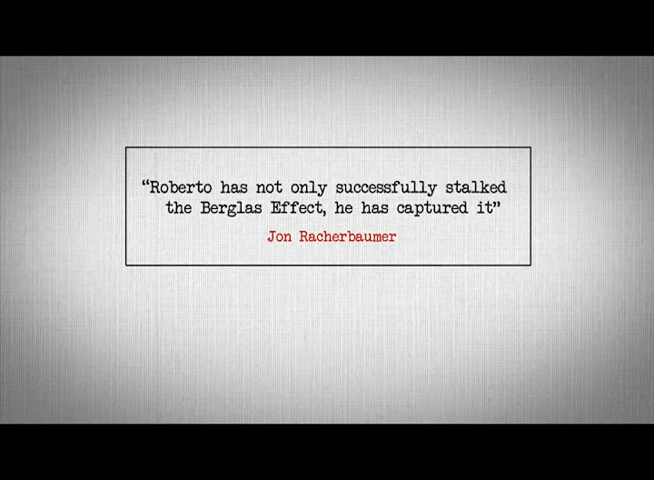 “Roberto has not only successfully stalked
the Berglas Effect, he has captured it”
Jon Racherbaumer